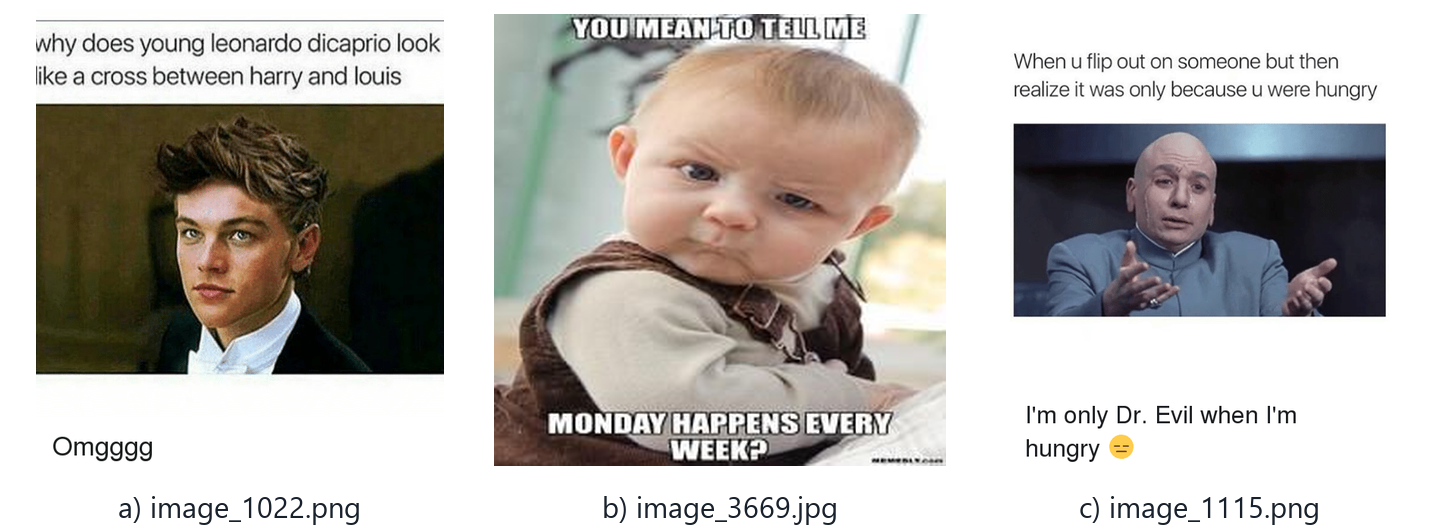 why does young leonardo dicaprio look
like a cross between harry and louis
Omgggg
a) image_1022.png
YOU MEAN TO TELL ME
MONDAY HAPPENS EVERY
WEEK?
MEMESLY.COM
b) image_3669.jpg
When u flip out on someone but then
realize it was only because u were hungry
I'm only Dr. Evil when I'm
hungry 😑
c) image_1115.png